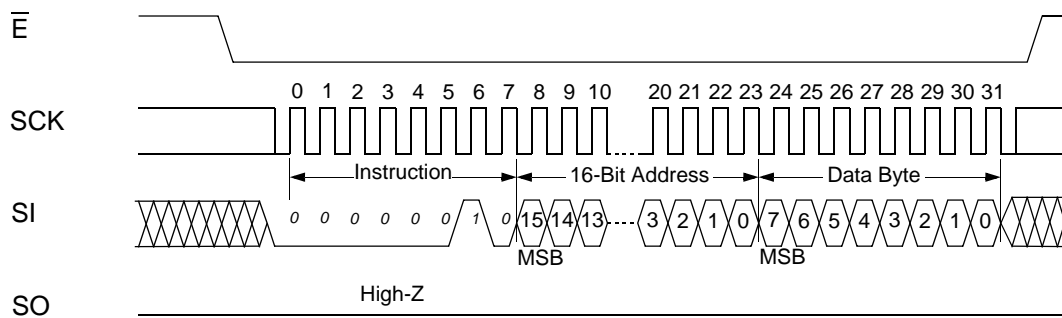 E
0 1 2 3 4 5 6 7 8 9 10 20 21 22 23 24 25 26 27 28 29 30 31
SCK
Instruction 16-Bit Address Data Byte
SI 0 0 0 0 0 0 1 0 15 14 13 3 2 1 0 7 6 5 4 3 2 1 0
MSB MSB
High-Z
SO